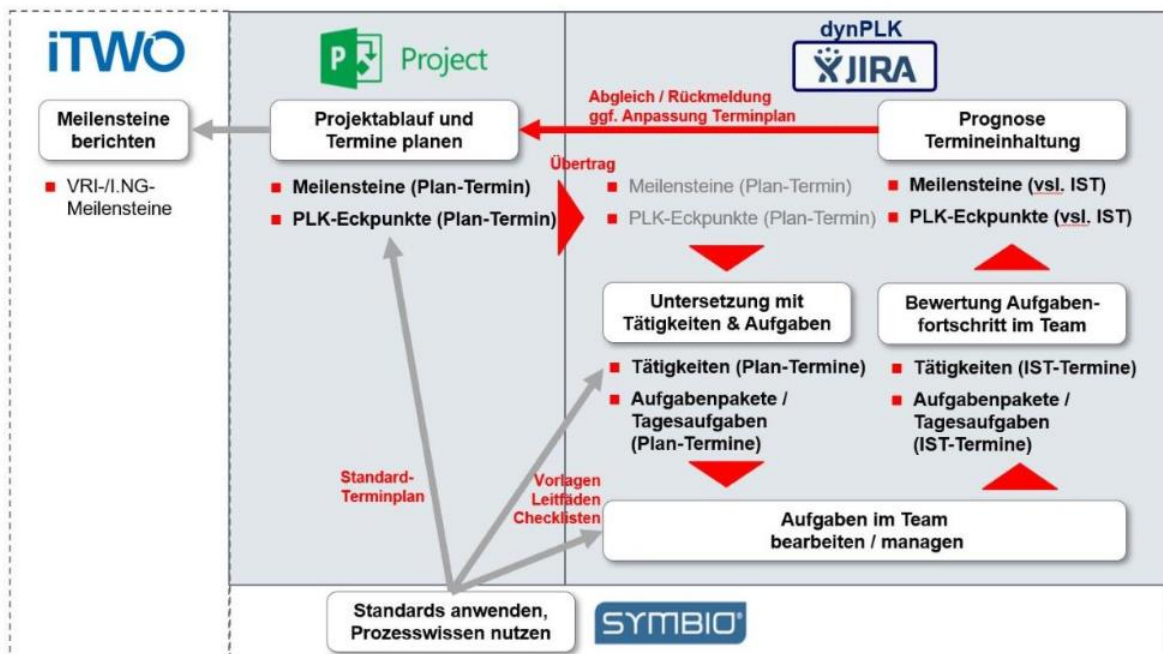 iTWO
Meilensteine
berichten
VRI-/I.NG-
Meilensteine
Project
Projektablauf und
Termine planen
Meilensteine (Plan-Termin)
PLK-Eckpunkte (Plan-Termin)
Abgleich / Rückmeldung
ggf. Anpassung Terminplan
Übertrag
dynPLK
JIRA
Meilensteine (Plan-Termin)
PLK-Eckpunkte (Plan-Termin)
Prognose
Termineinhaltung
Meilensteine (vsl. IST)
PLK-Eckpunkte (vsl. IST)
Untersetzung mit
Tätigkeiten & Aufgaben
Tätigkeiten (Plan-Termine)
Aufgabenpakete /
Tagesaufgaben
(Plan-Termine)
Bewertung Aufgaben-
fortschritt im Team
Tätigkeiten (IST-Termine)
Aufgabenpakete /
Tagesaufgaben
(IST-Termine)
Standard-
Terminplan
Vorlagen
Leitfäden
Checklisten
Aufgaben im Team
bearbeiten / managen
Standards anwenden,
Prozesswissen nutzen
SYMBIO®